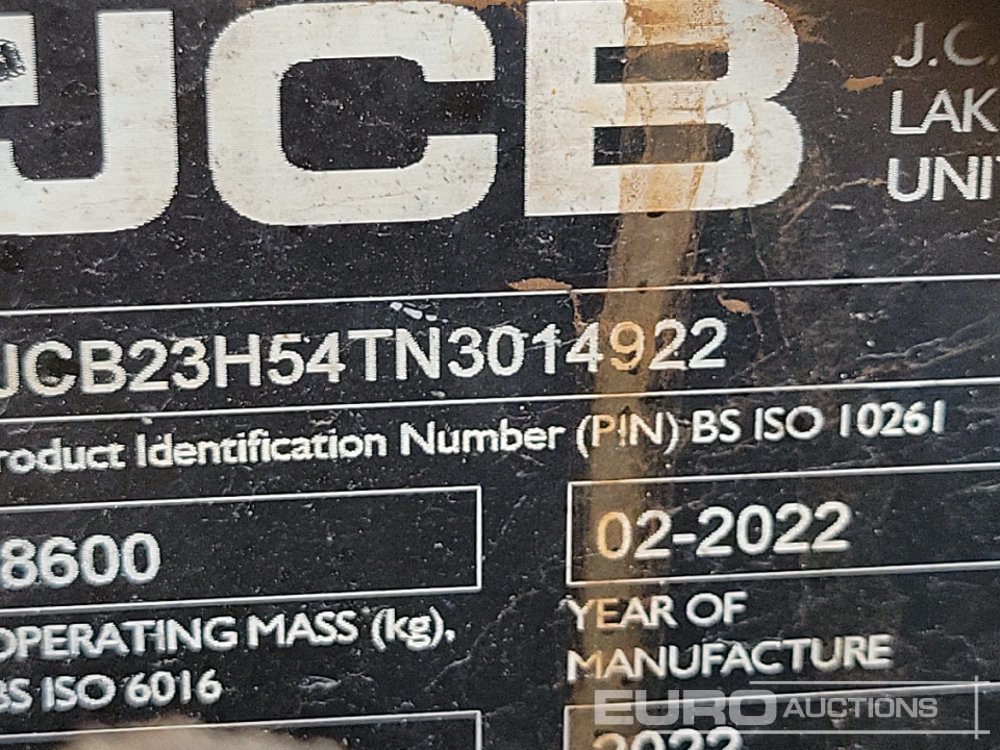 JCB
J.C.
LAK
UNIT
JCB23H54TN3014922
roduct Identification Number (PIN) BS ISO 10261
8600
02-2022
OPERATING MASS (kg),
BS ISO 6016
YEAR OF
MANUFACTURE
2022
EURO AUCTIONS